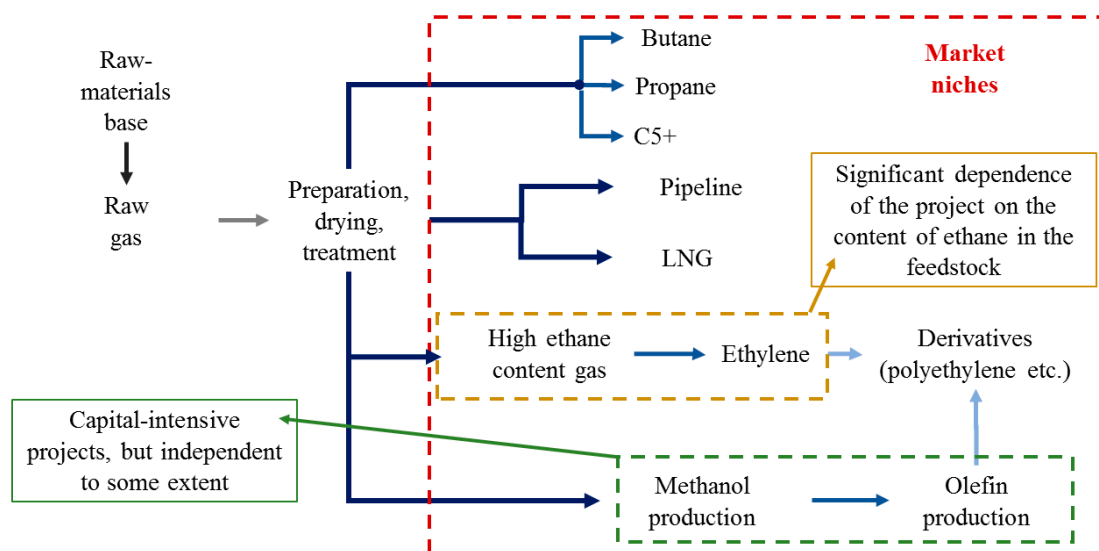 Raw-
materials
base
Raw
gas
Preparation,
drying,
treatment
Butane
Propane
C5+
Market
niches
Pipeline
LNG
Significant dependence
of the project on the
content of ethane in the
feedstock
High ethane
content gas
Ethylene
Derivatives
(polyethylene etc.)
Capital-intensive
projects, but independent
to some extent
Methanol
production
Olefin
production